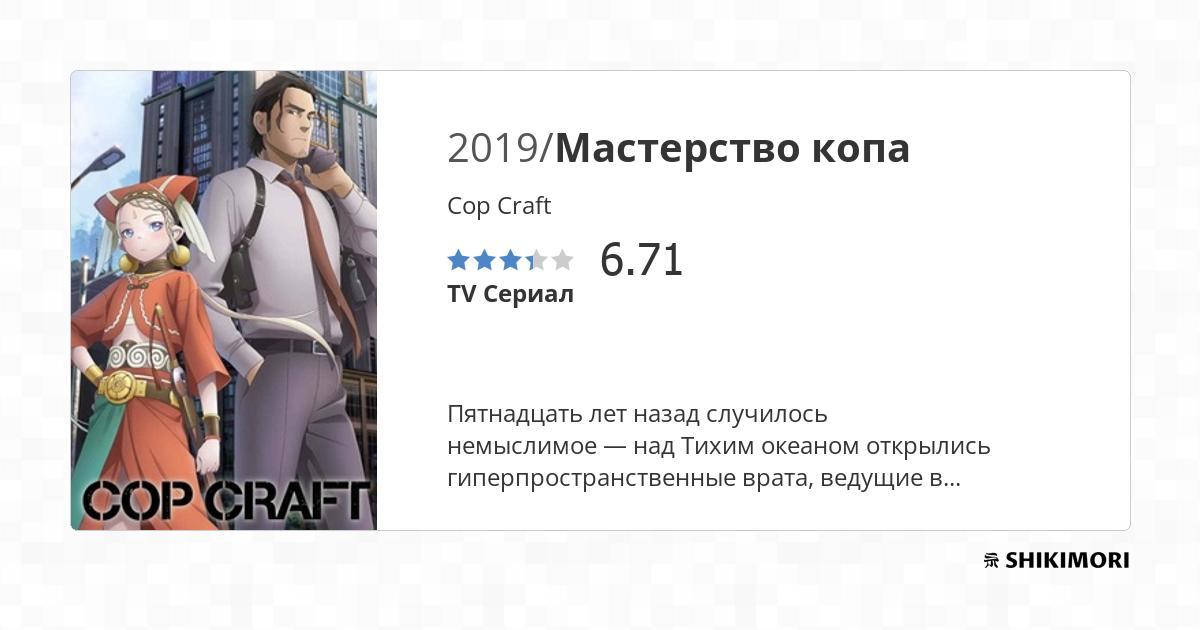 2019/Мастерство копа
Cop Craft
6.71
TV Сериал
Пятнадцать лет назад случилось
немыслимое — над Тихим океаном открылись
гиперпространственные врата, ведущие в...
COP CRAFT
SHIKIMORI